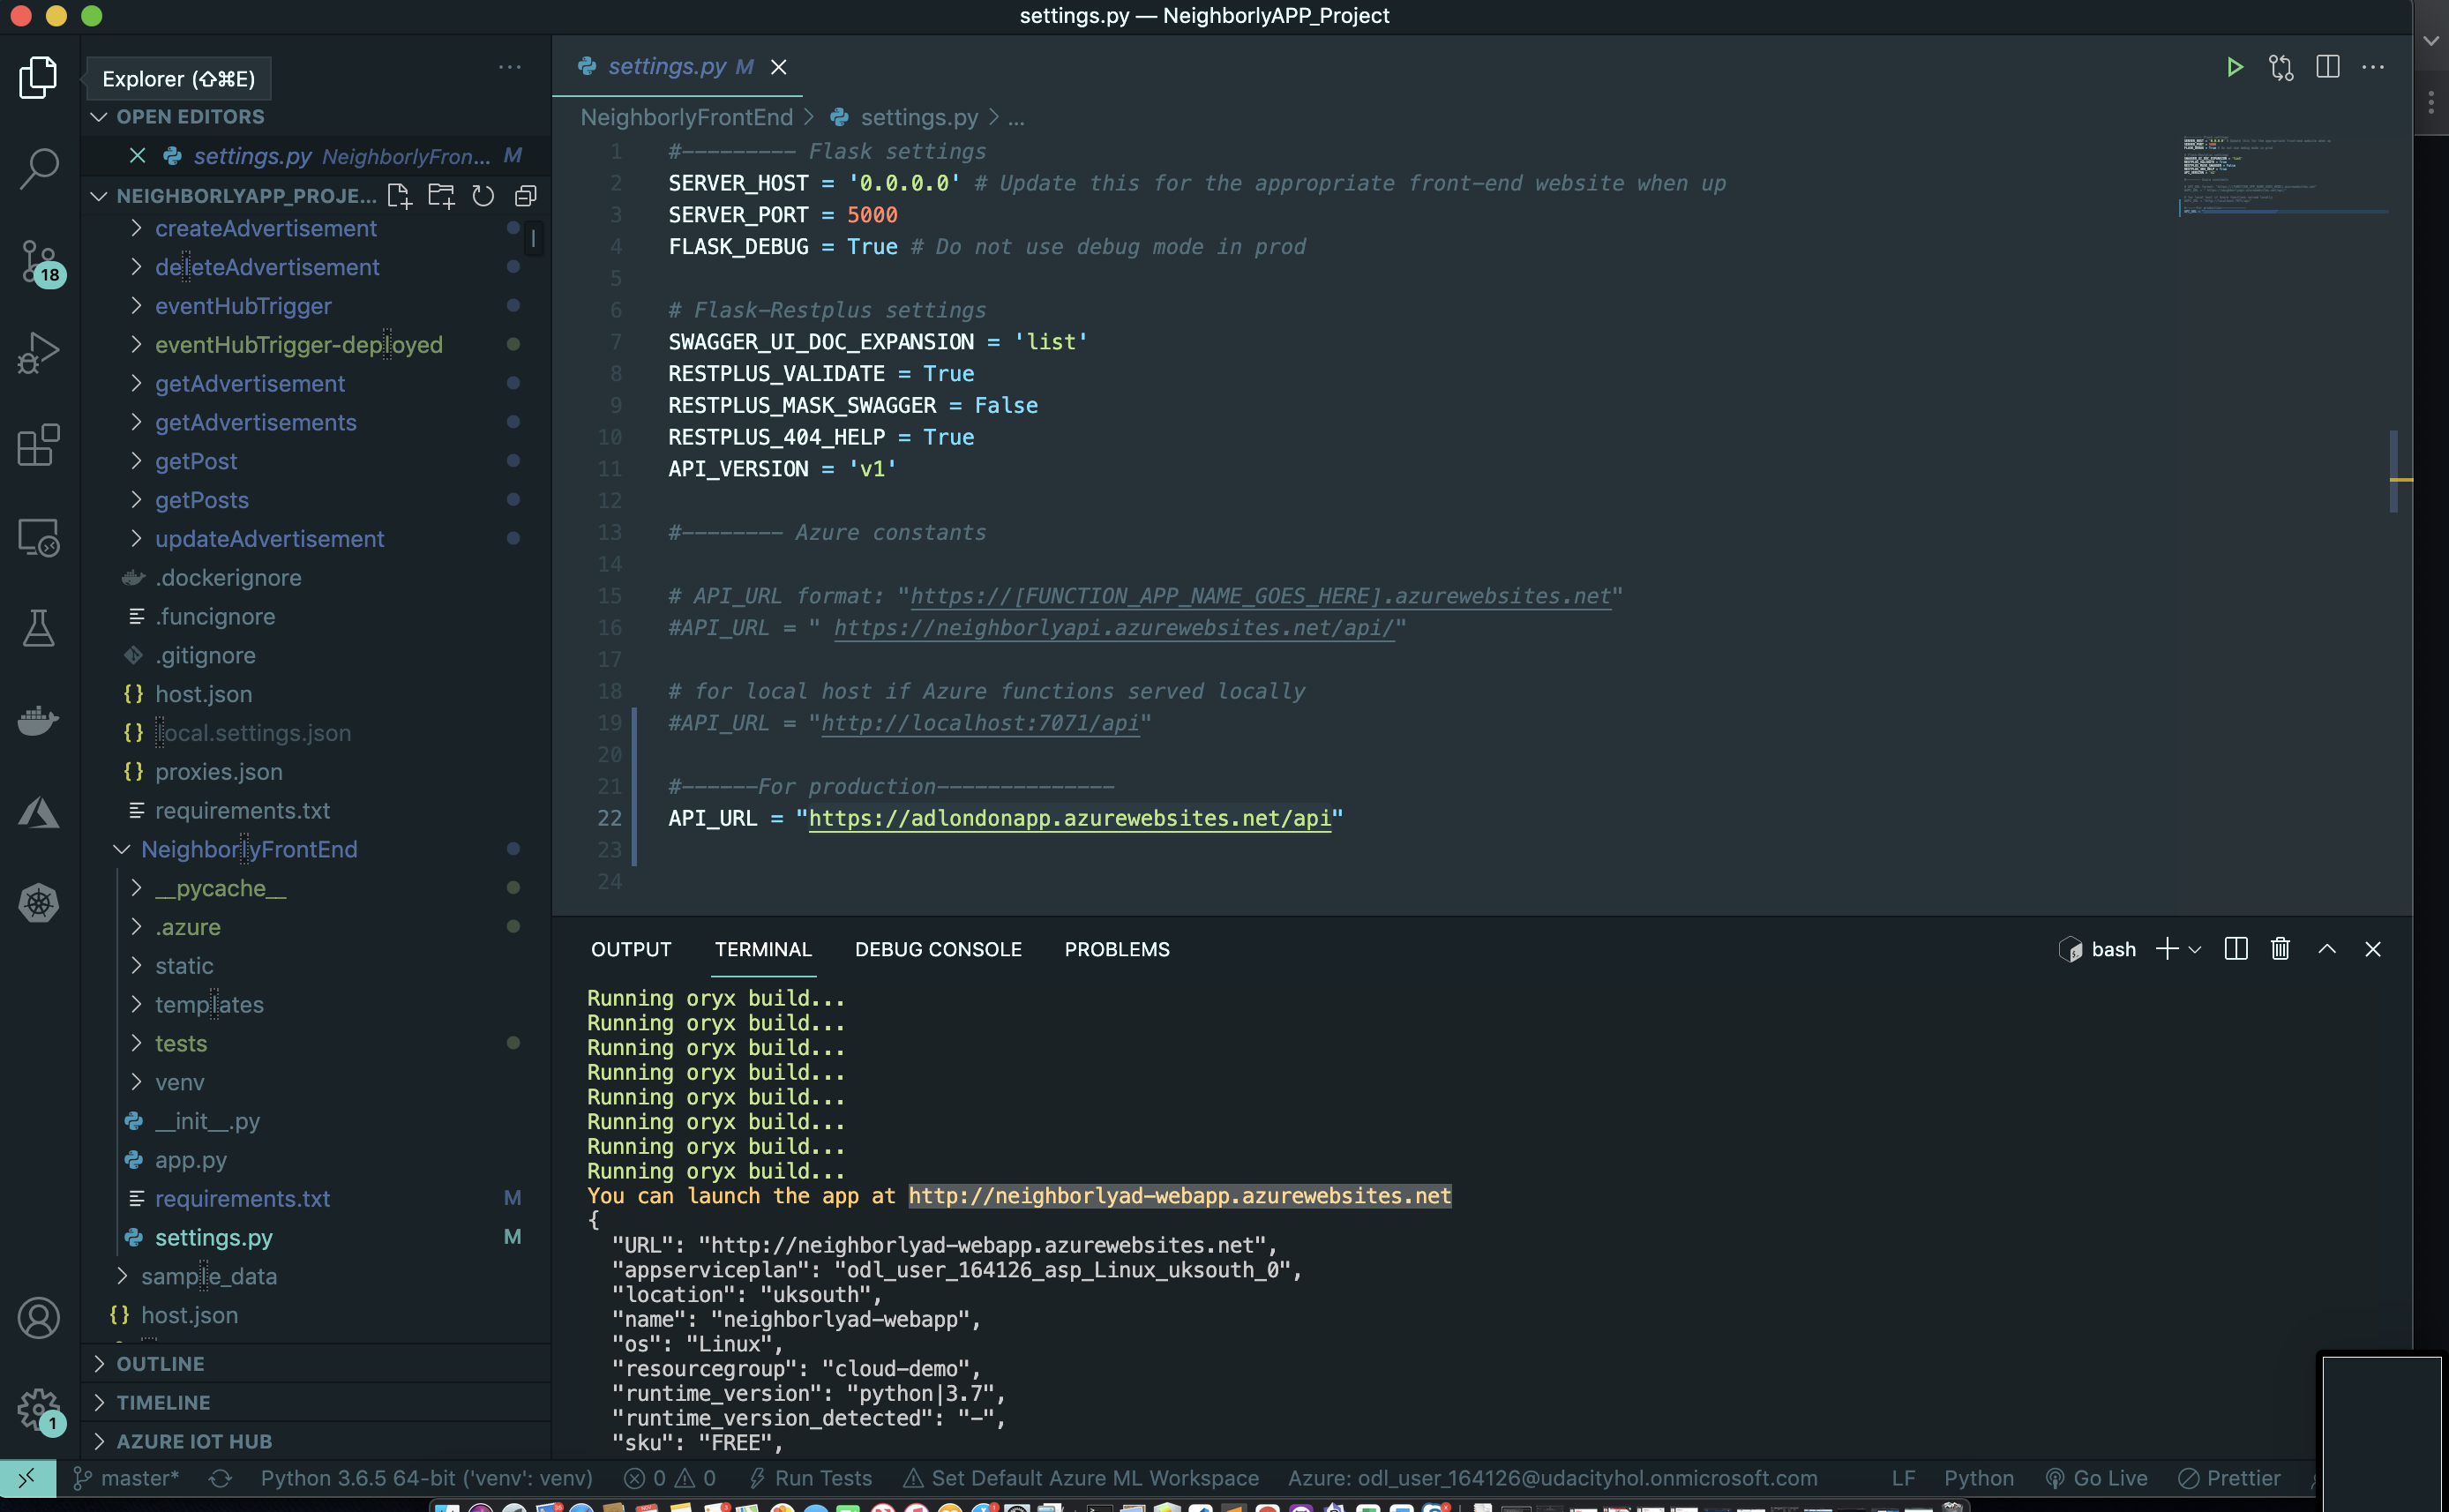 settings.py — NeighborlyAPP_Project
Explorer (⇧⌘E)
OPEN EDITORS
settings.py NeighborlyFron... M
NEIGHBORLYAPP_PROJE...
createAdvertisement
deleteAdvertisement
eventHubTrigger
eventHubTrigger-deployed
getAdvertisement
getAdvertisements
getPost
getPosts
updateAdvertisement
.dockerignore
.funcignore
.gitignore
{} host.json
{} local.settings.json
{} proxies.json
requirements.txt
NeighborlyFrontEnd
__pycache__
.azure
static
templates
tests
venv
__init__.py
app.py
requirements.txt M
settings.py M
sample_data
{} host.json
OUTLINE
TIMELINE
AZURE IOT HUB
18
1
settings.py M
NeighborlyFrontEnd > settings.py > ...
1 #--------- Flask settings
2 SERVER_HOST = '0.0.0.0' # Update this for the appropriate front-end website when up
3 SERVER_PORT = 5000
4 FLASK_DEBUG = True # Do not use debug mode in prod
5
6 # Flask-Restplus settings
7 SWAGGER_UI_DOC_EXPANSION = 'list'
8 RESTPLUS_VALIDATE = True
9 RESTPLUS_MASK_SWAGGER = False
10 RESTPLUS_404_HELP = True
11 API_VERSION = 'v1'
12
13 #-------- Azure constants
14
15 # API_URL format: "https://[FUNCTION_APP_NAME_GOES_HERE].azurewebsites.net"
16 #API_URL = " https://neighborlyapi.azurewebsites.net/api/"
17
18 # for local host if Azure functions served locally
19 #API_URL = "http://localhost:7071/api"
20
21 #------For production--------------
22 API_URL = "https://adlondonapp.azurewebsites.net/api"
23
24
OUTPUT TERMINAL DEBUG CONSOLE PROBLEMS
bash
Running oryx build...
Running oryx build...
Running oryx build...
Running oryx build...
Running oryx build...
Running oryx build...
Running oryx build...
Running oryx build...
You can launch the app at http://neighborlyad-webapp.azurewebsites.net
{
"URL": "http://neighborlyad-webapp.azurewebsites.net",
"appserviceplan": "odl_user_164126_asp_Linux_uksouth_0",
"location": "uksouth",
"name": "neighborlyad-webapp",
"os": "Linux",
"resourcegroup": "cloud-demo",
"runtime_version": "python|3.7",
"runtime_version_detected": "-",
"sku": "FREE",
master* Python 3.6.5 64-bit ('venv': venv) 0 0 Run Tests Set Default Azure ML Workspace Azure: odl_user_164126@udacityhol.onmicrosoft.com LF Python Go Live Prettier